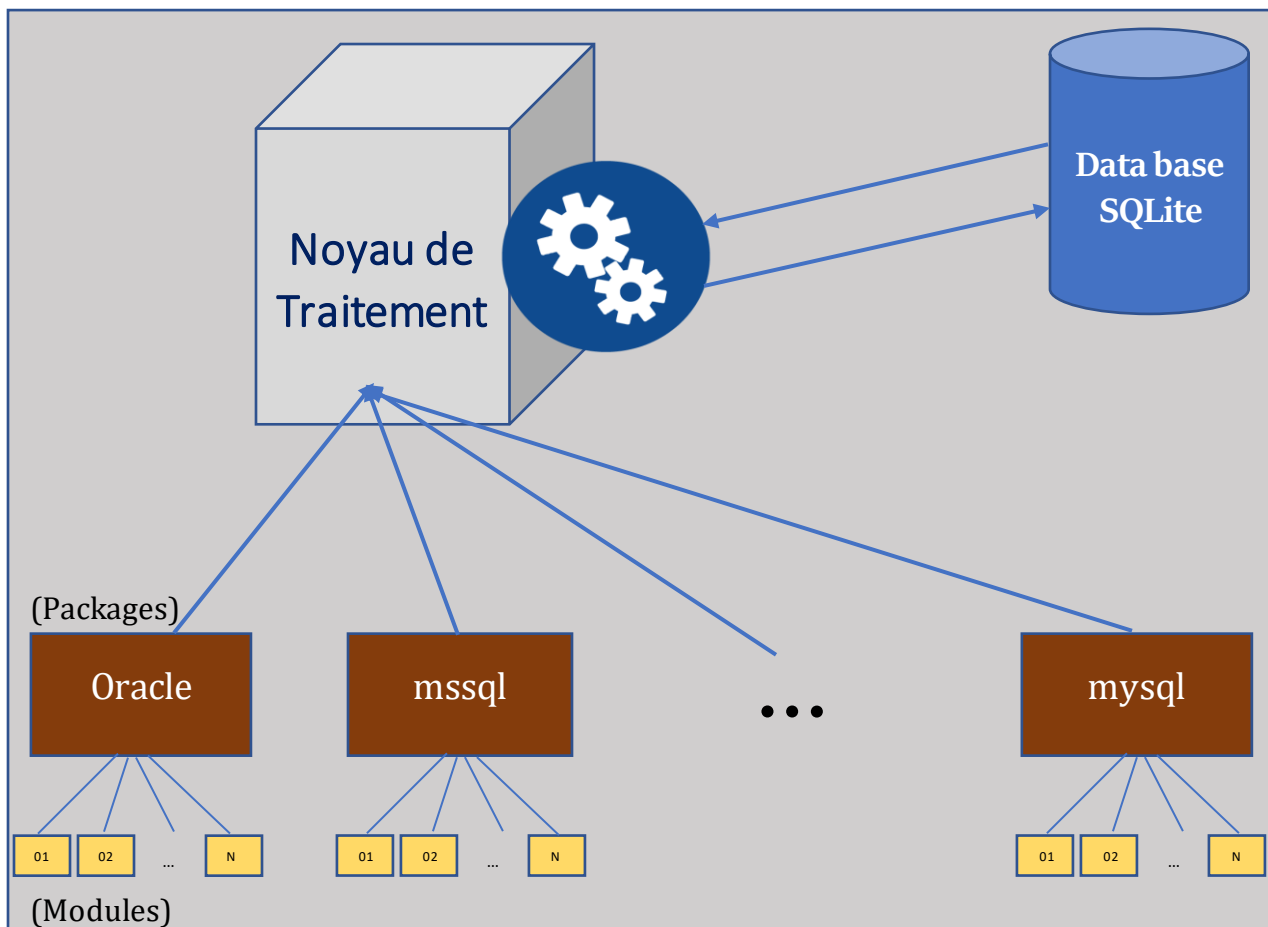 Data base
SQLite
Noyau de
Traitement
(Packages)
Oracle
mssql
...
mysql
01
02
...
N
01
02
...
N
01
02
...
N
(Modules)